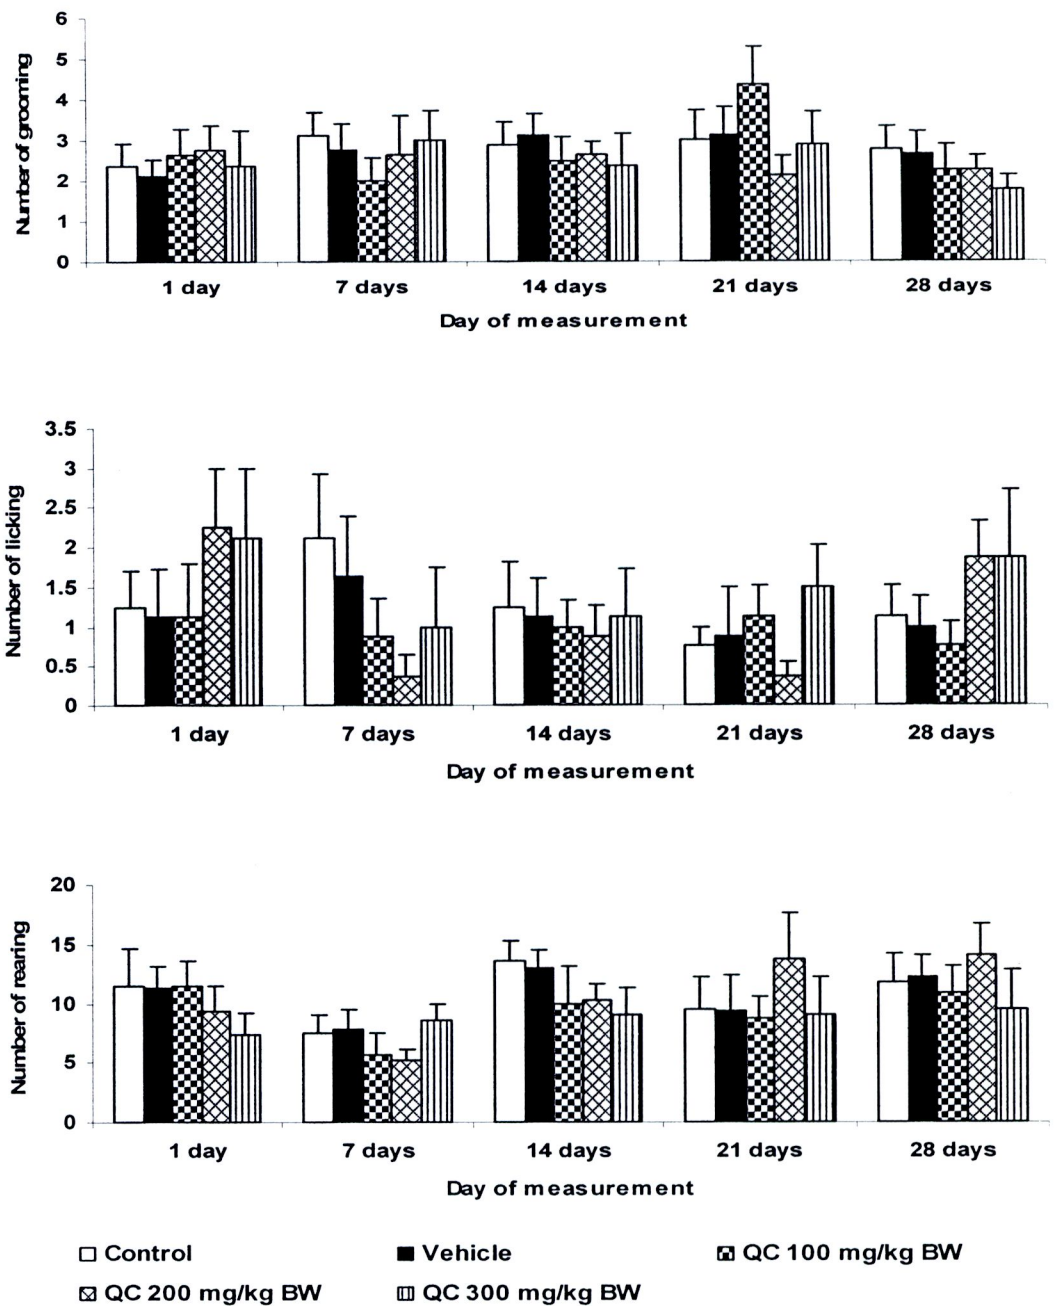 6
5
4
3
2
1
0
Number of grooming
1 day 7 days 14 days 21 days 28 days
Day of measurement
3.5
3
2.5
2
1.5
1
0.5
0
Number of licking
1 day 7 days 14 days 21 days 28 days
Day of measurement
20
15
10
5
0
Number of rearing
1 day 7 days 14 days 21 days 28 days
Day of measurement
Control Vehicle QC 100 mg/kg BW
QC 200 mg/kg BW QC 300 mg/kg BW